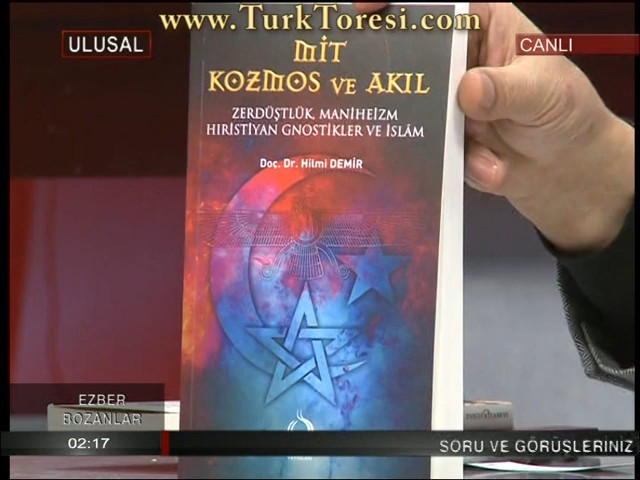 www.TurkToresi.com
ULUSAL
CANLI
MİT
KOZMOS VE AKIL
ZERDÜŞTLÜK, MANİHEİZM
HIRİSTİYAN GNOSTİKLER VE İSLÂM
Doç. Dr. Hilmi DEMİR
EZBER
BOZANLAR
02:17
SORU VE GÖRÜŞLERİNİZ